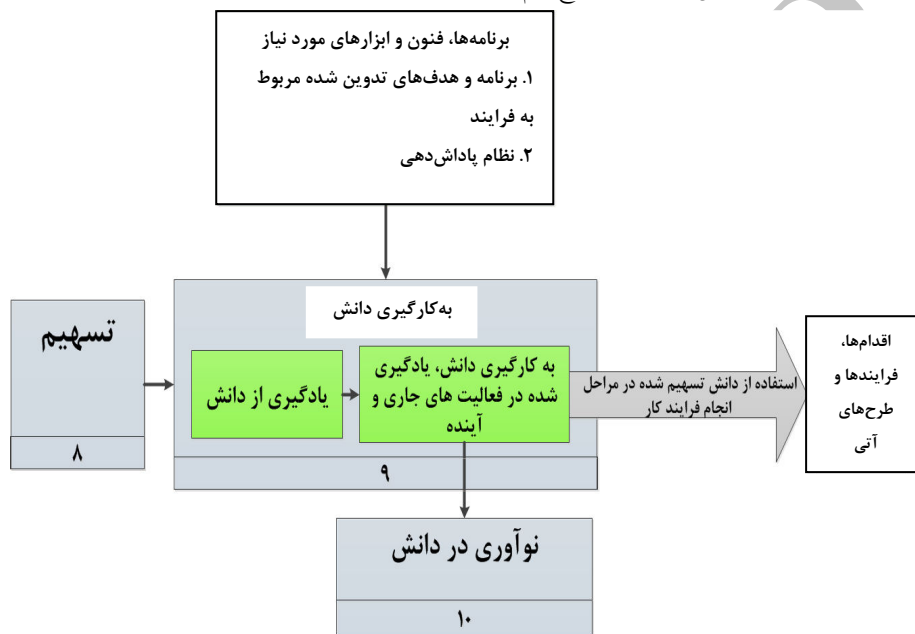 برنامه‌ها، فنون و ابزارهای مورد نیاز
۱. برنامه و هدف‌های تدوین شده مربوط
به فرایند
۲. نظام پاداش‌دهی
به‌کارگیری دانش
تسهیم
۸
یادگیری از دانش
به کارگیری دانش، یادگیری
شده در فعالیت های جاری و
آینده
۹
استفاده از دانش تسهیم شده در مراحل
انجام فرایند کار
اقدام‌ها،
فرایندها و
طرح‌های
آتی
نوآوری در دانش
۱۰